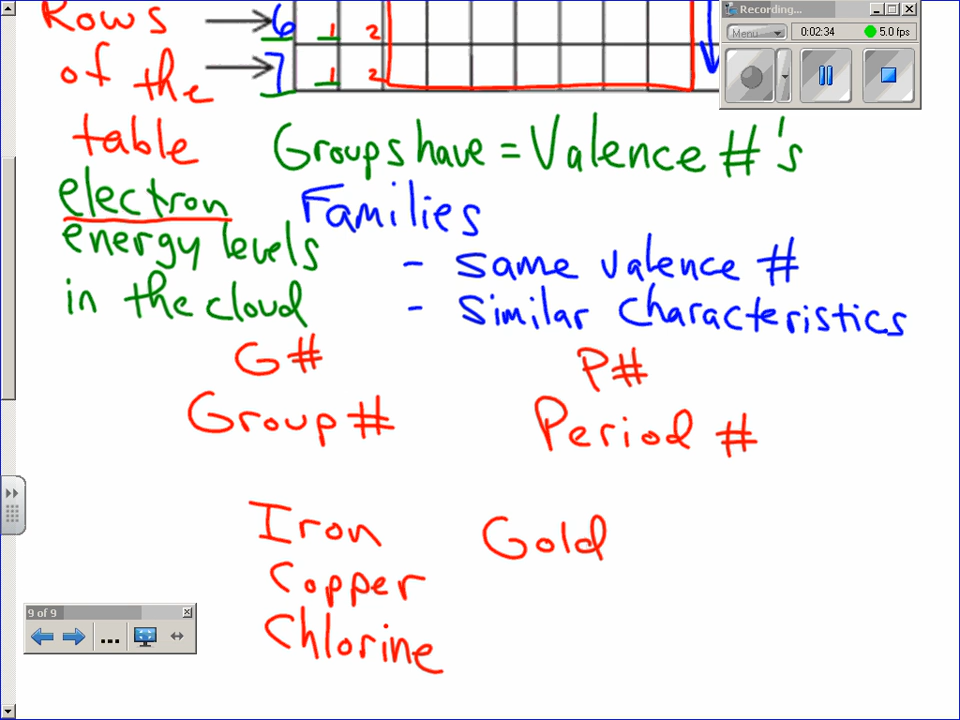 Rows
of the
table
6 1 2
7 1 2
Recording...
0:02:34 5.0 fps
Menu
Groups have = Valence #'s
electron
energy levels
in the cloud
Families
- same valence #
- similar characteristics
G# P#
Group # Period #
Iron Gold
Copper
Chlorine
9 of 9
...